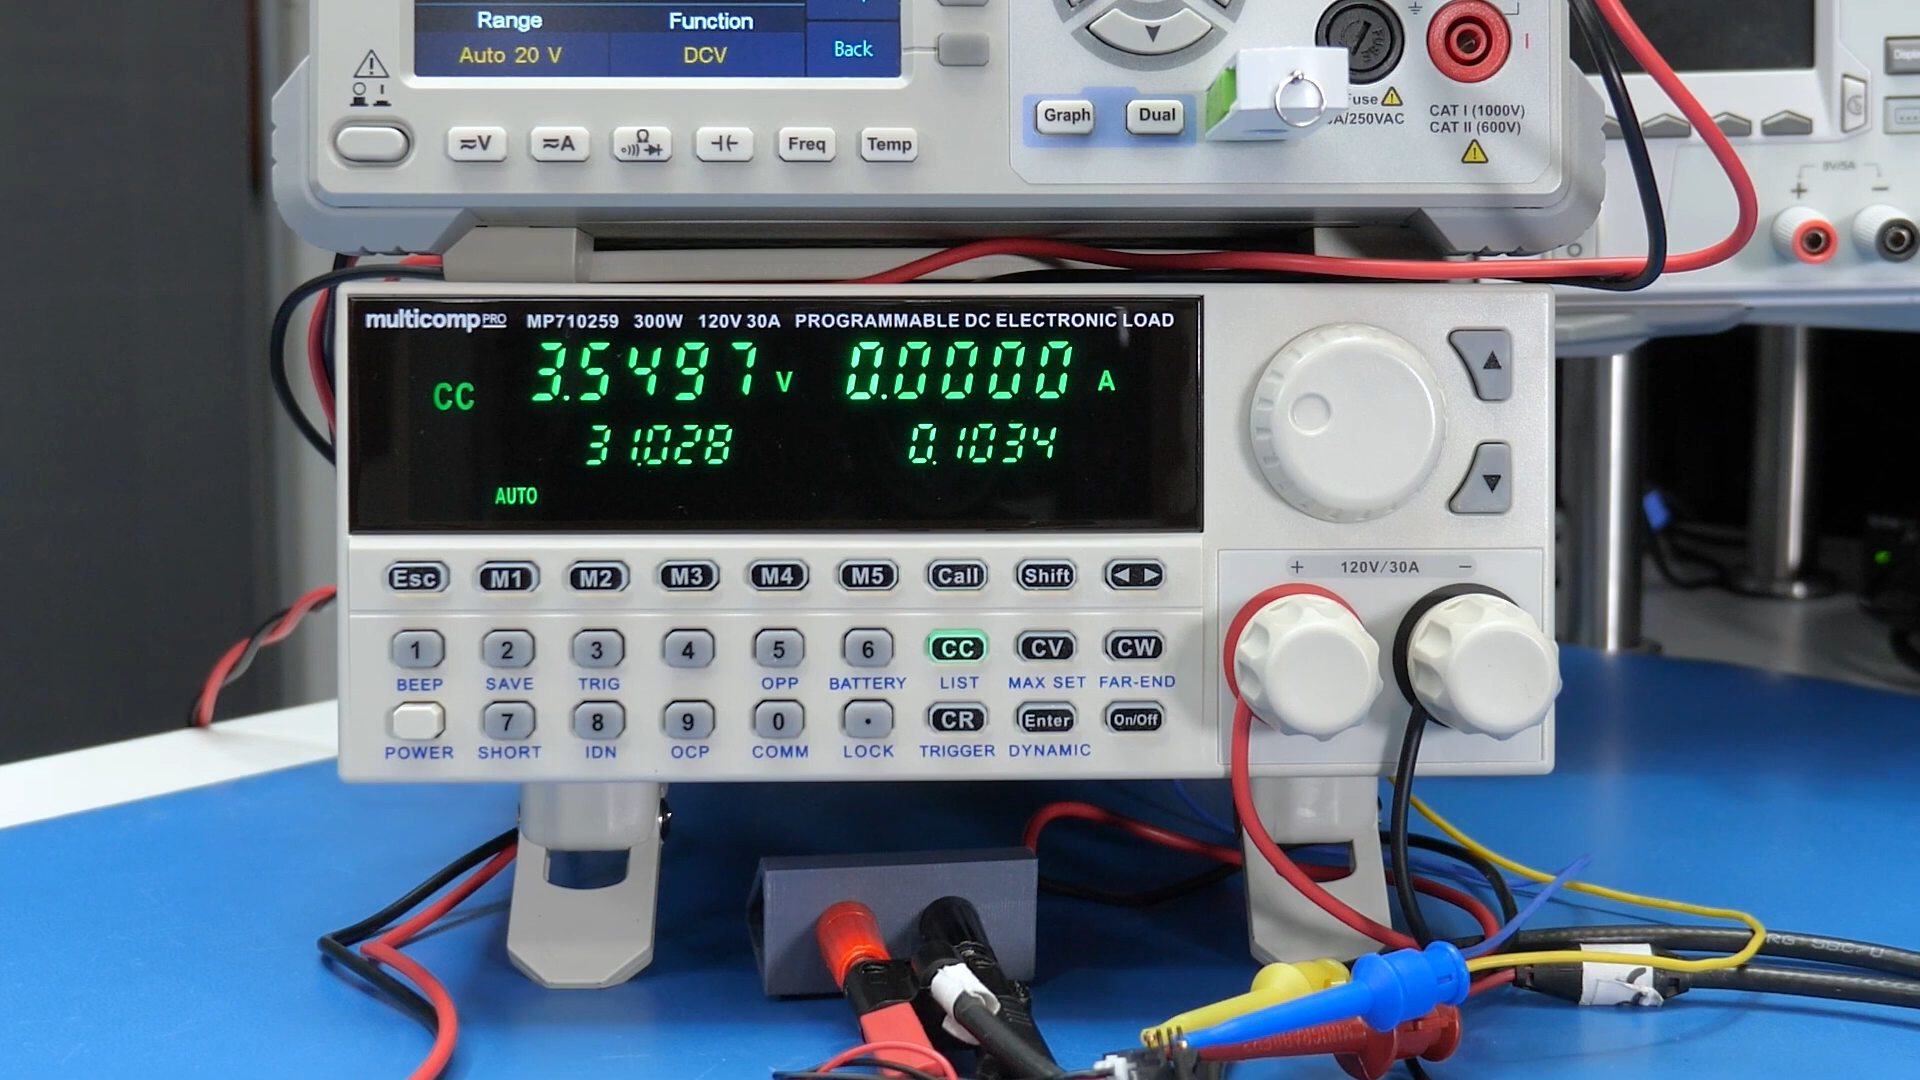 Range Function
Auto 20 V DCV Back
Graph Dual
≂V ≂A Ω Freq Temp
CAT I (1000V)
CAT II (600V)
+ −
multicomp PRO MP710259 300W 120V 30A PROGRAMMABLE DC ELECTRONIC LOAD
CC 3.5497 V 0.0000 A
31.028 0.1034
AUTO
Esc M1 M2 M3 M4 M5 Call Shift ◀ ▶
+ 120V/30A −
1 2 3 4 5 6 CC CV CW
BEEP SAVE TRIG OPP BATTERY LIST MAX SET FAR-END
7 8 9 0 . CR Enter On/Off
POWER SHORT IDN OCP COMM LOCK TRIGGER DYNAMIC